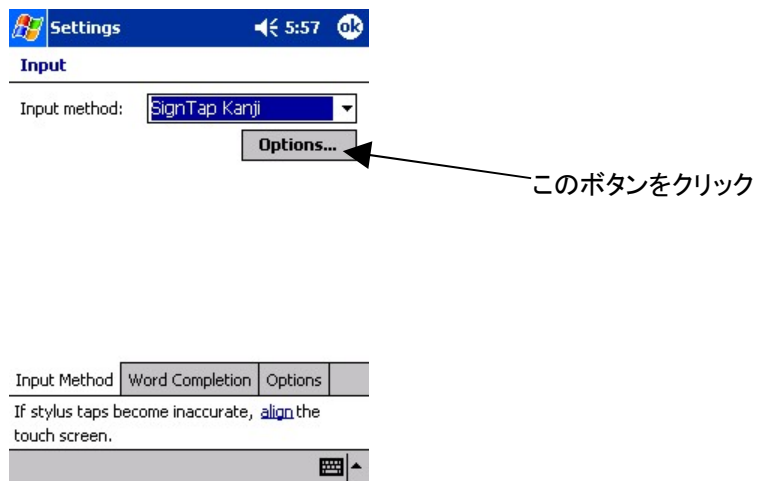 Settings 5:57 ok
Input
Input method: SignTap Kanji
Options...
このボタンをクリック
Input Method Word Completion Options
If stylus taps become inaccurate, align the
touch screen.